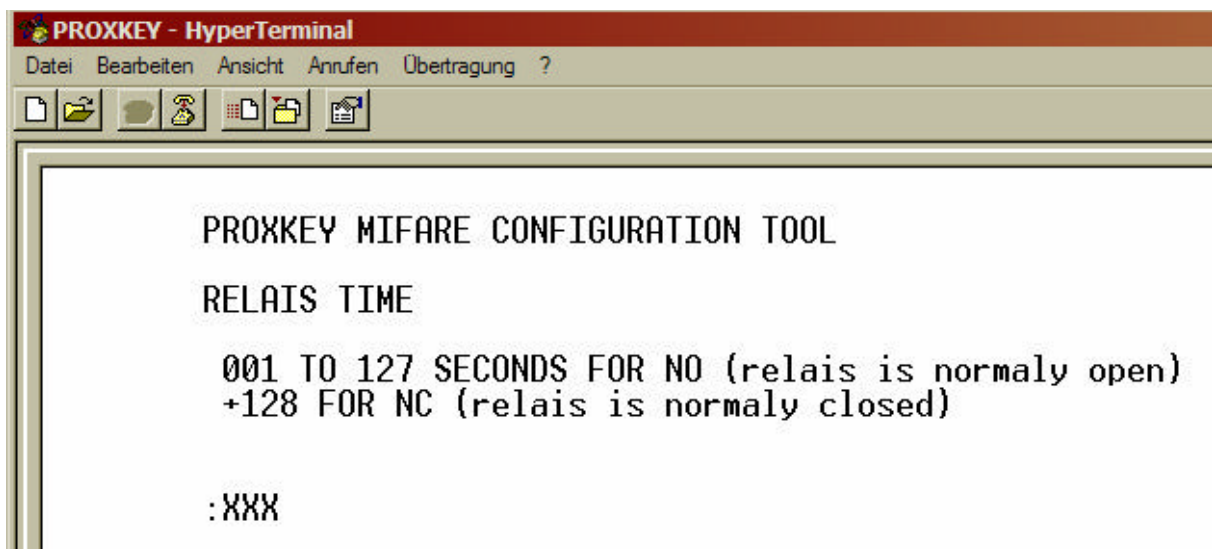 PROXKEY - HyperTerminal
Datei Bearbeiten Ansicht Anrufen Übertragung ?
PROXKEY MIFARE CONFIGURATION TOOL
RELAIS TIME
001 TO 127 SECONDS FOR NO (relais is normaly open)
+128 FOR NC (relais is normaly closed)
:XXX